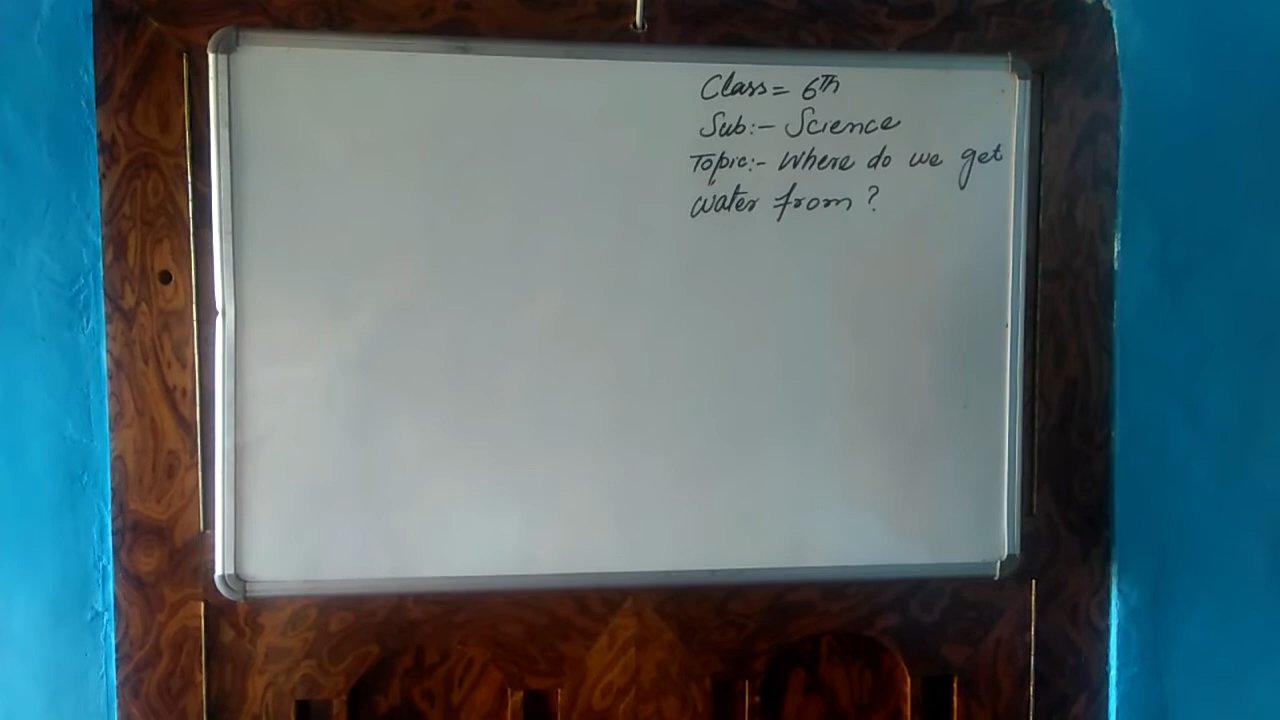 Class= 6Th
Sub:- Science
Topic:- Where do we get
water from?